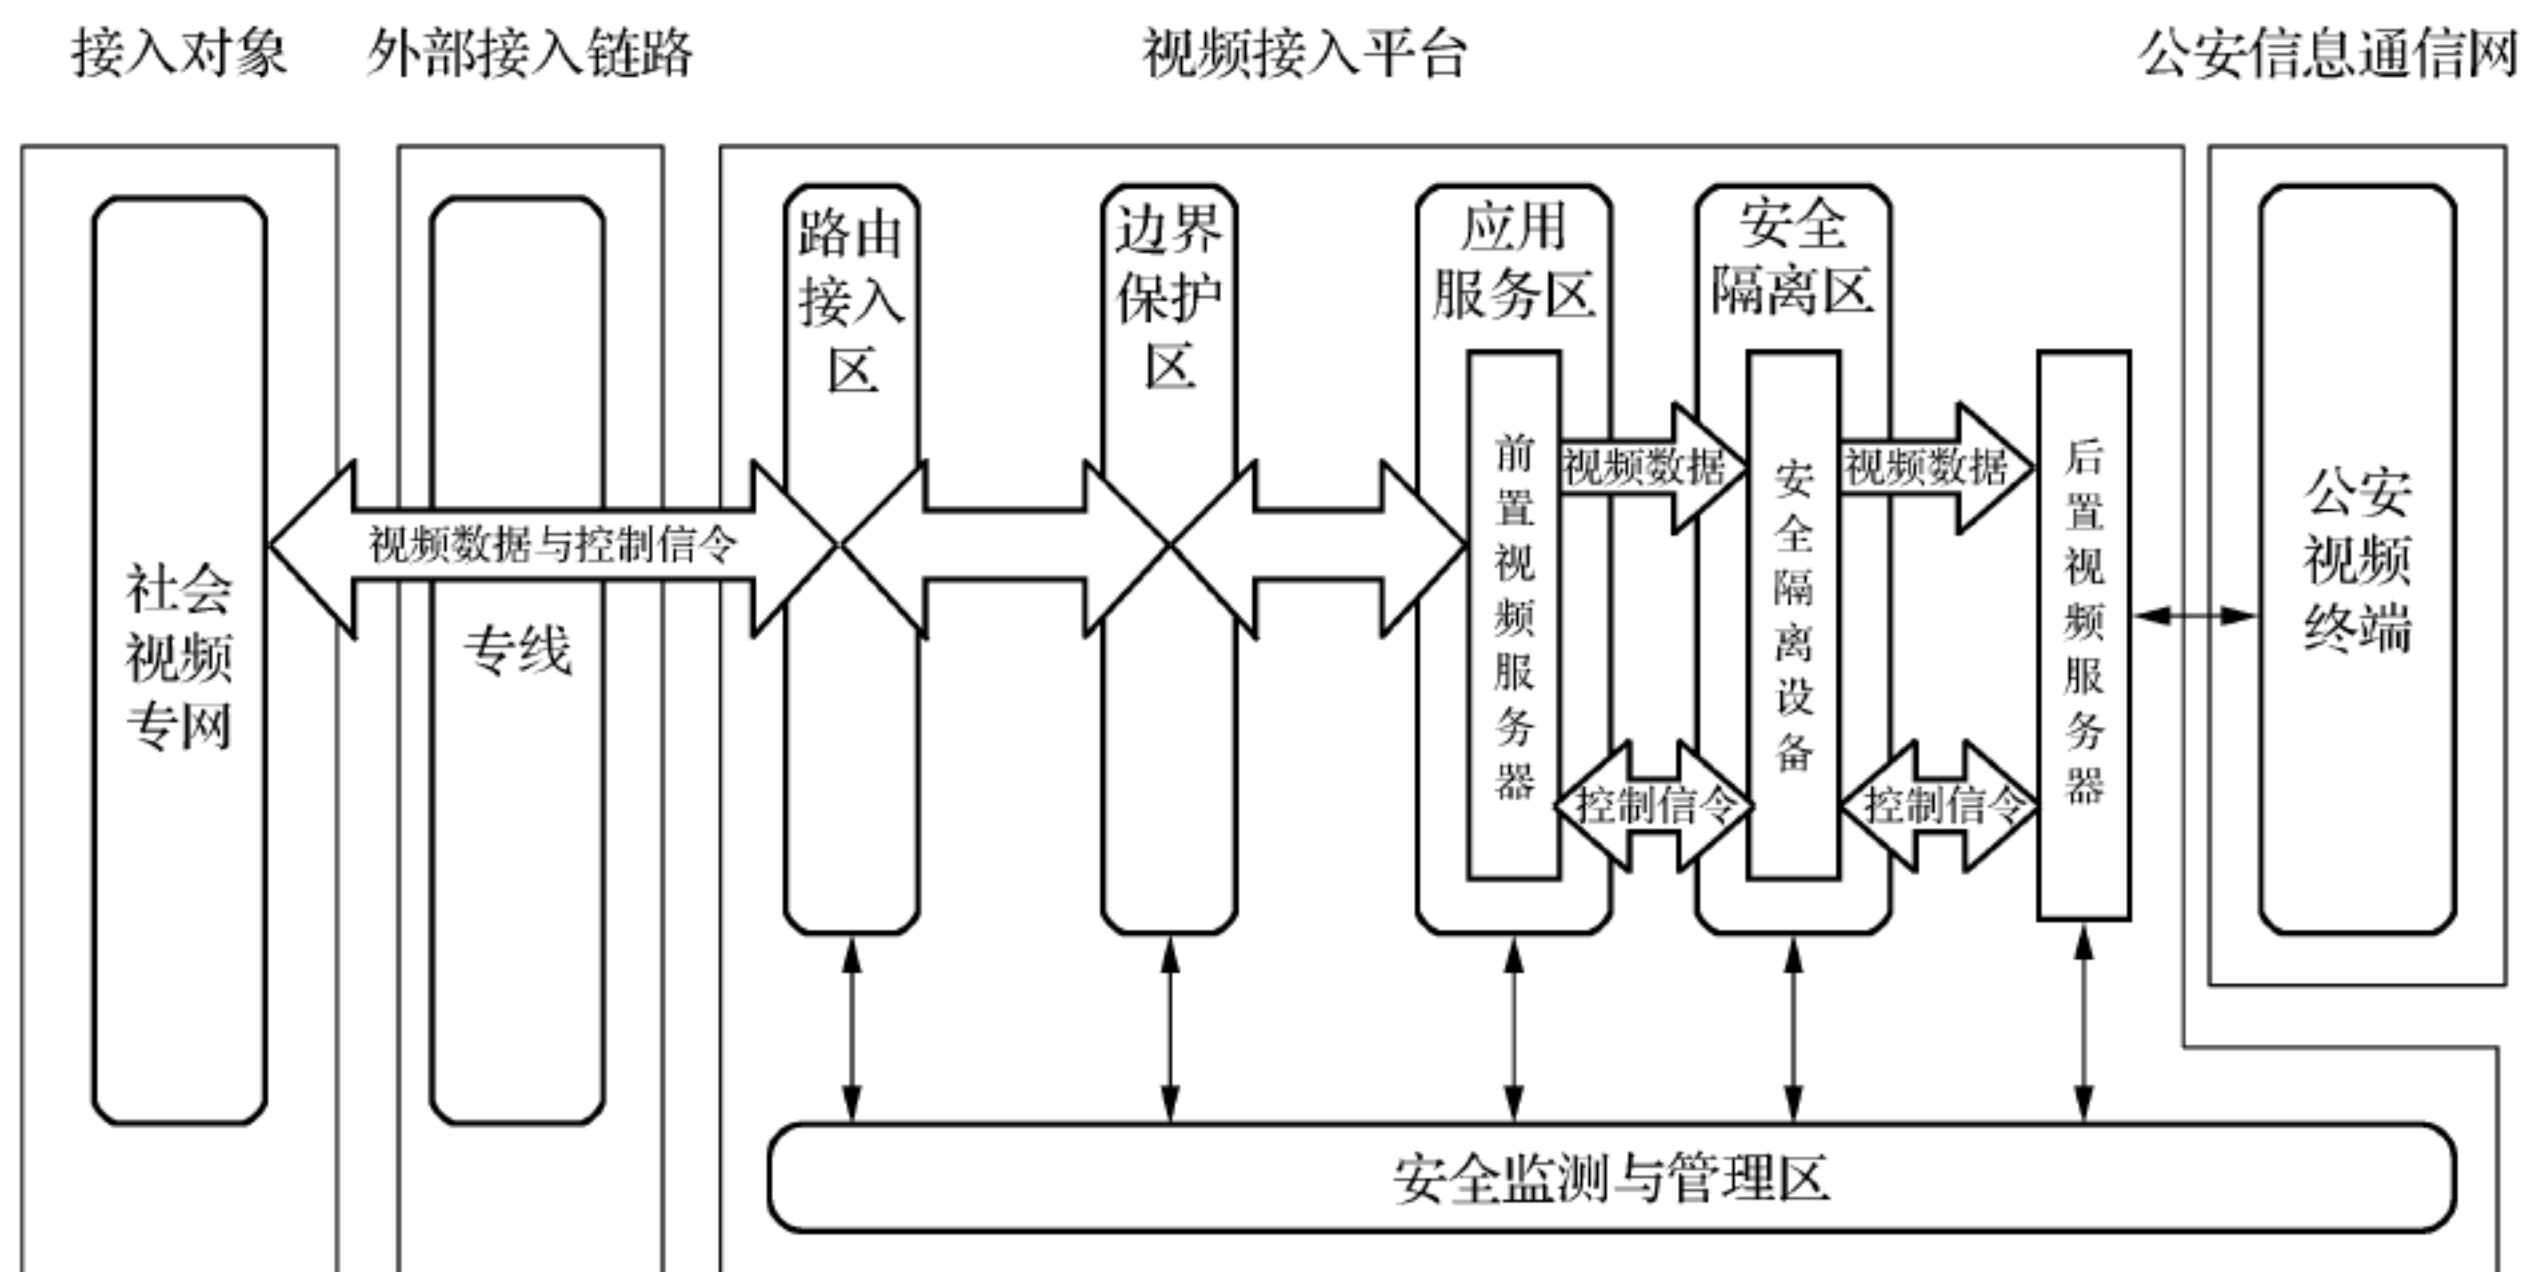 接入对象
外部接入链路
视频接入平台
公安信息通信网
社会
视频
专网
专线
视频数据与控制信令
路由
接入
区
边界
保护
区
应用
服务区
前置视频服务器
视频数据
控制信令
安全
隔离区
安全隔离设备
视频数据
控制信令
后置视频服务器
公安
视频
终端
安全监测与管理区